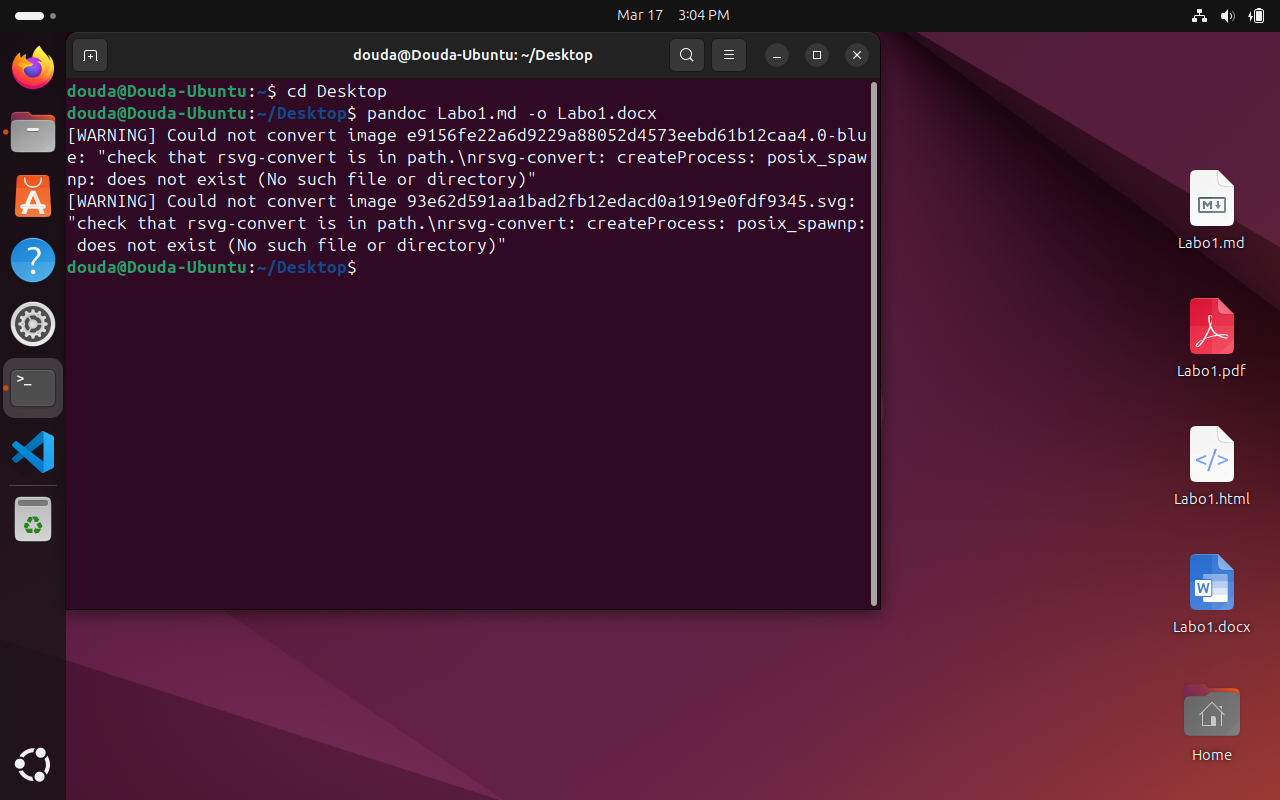 Mar 17 3:04 PM
douda@Douda-Ubuntu: ~/Desktop
douda@Douda-Ubuntu:~$ cd Desktop
douda@Douda-Ubuntu:~/Desktop$ pandoc Labo1.md -o Labo1.docx
[WARNING] Could not convert image e9156fe22a6d9229a88052d4573eebd61b12caa4.0-blu
e: "check that rsvg-convert is in path.\nrsvg-convert: createProcess: posix_spaw
np: does not exist (No such file or directory)"
[WARNING] Could not convert image 93e62d591aa1bad2fb12edacd0a1919e0fdf9345.svg:
"check that rsvg-convert is in path.\nrsvg-convert: createProcess: posix_spawnp:
 does not exist (No such file or directory)"
douda@Douda-Ubuntu:~/Desktop$
Labo1.md
Labo1.pdf
Labo1.html
Labo1.docx
Home